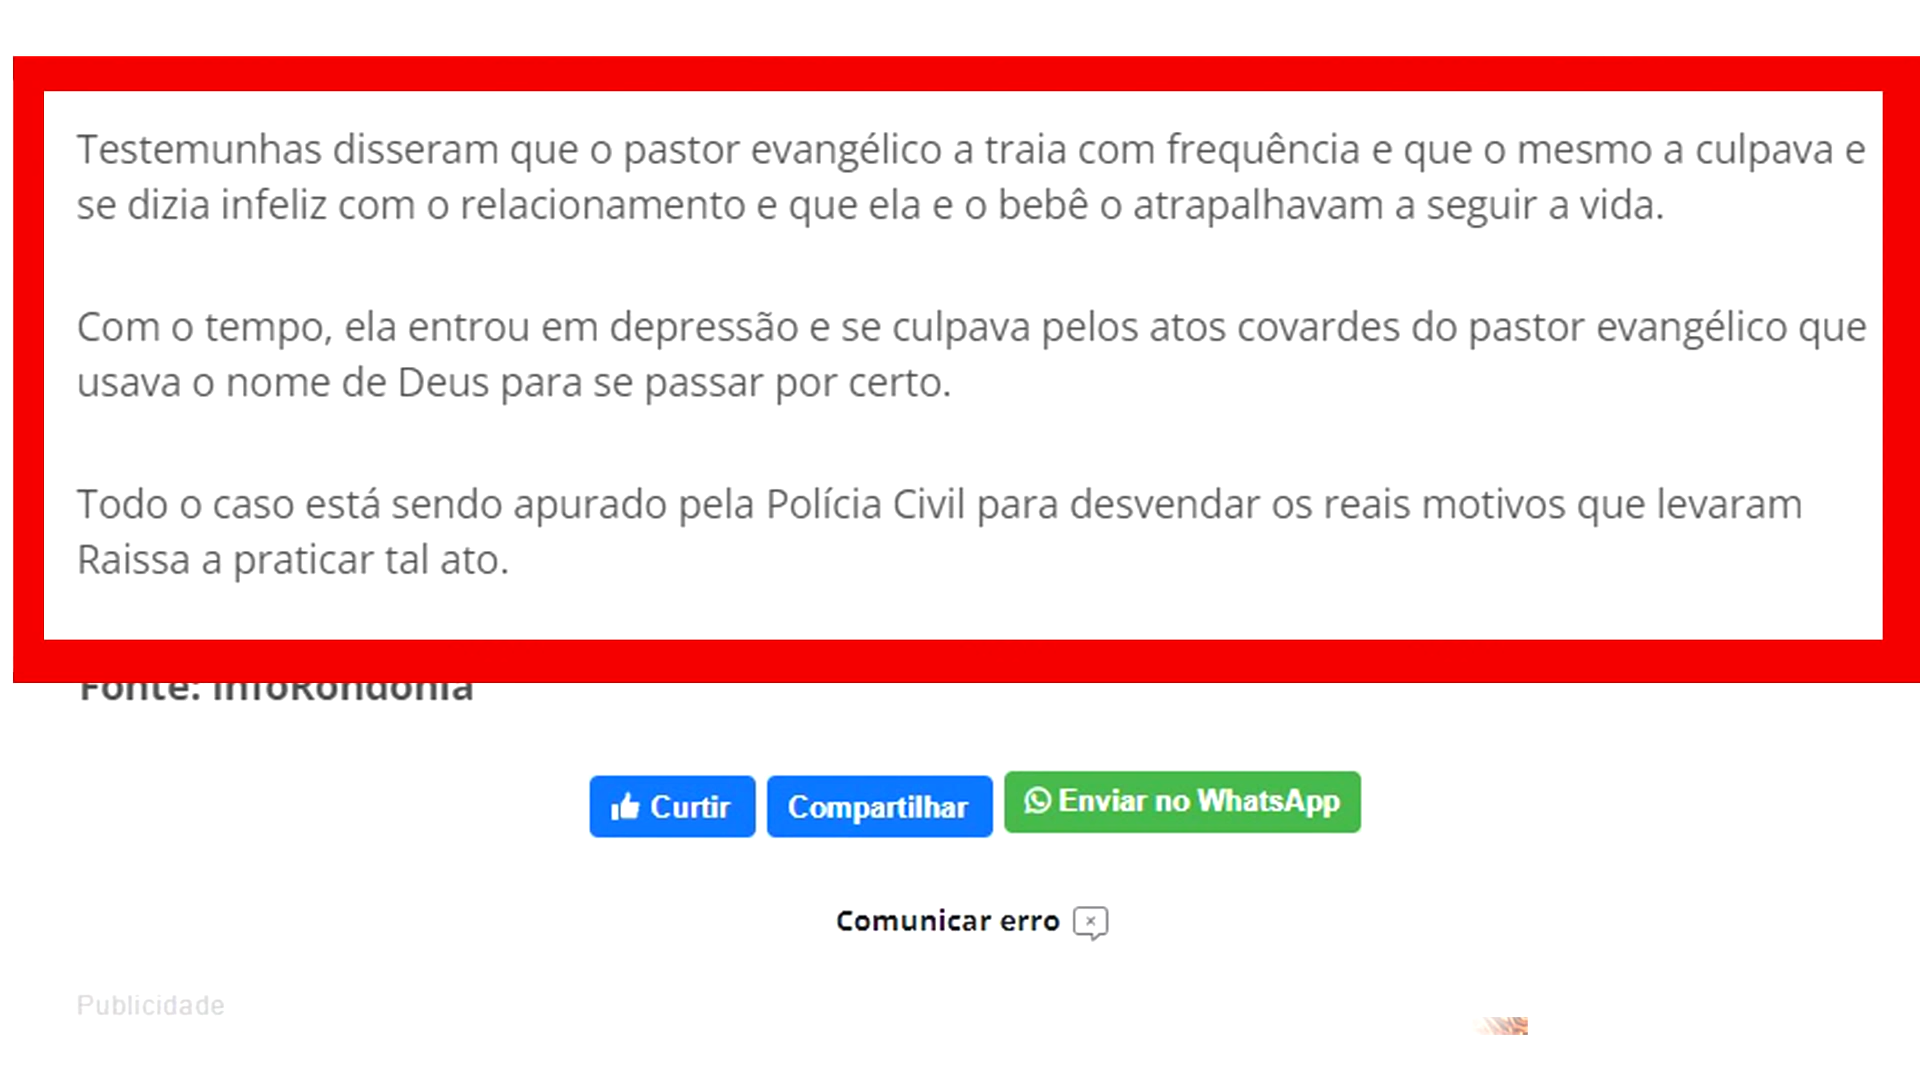 Testemunhas disseram que o pastor evangélico a traia com frequência e que o mesmo a culpava e
se dizia infeliz com o relacionamento e que ela e o bebê o atrapalhavam a seguir a vida.
Com o tempo, ela entrou em depressão e se culpava pelos atos covardes do pastor evangélico que
usava o nome de Deus para se passar por certo.
Todo o caso está sendo apurado pela Polícia Civil para desvendar os reais motivos que levaram
Raissa a praticar tal ato.
Fonte: InfoRondônia
Curtir
Compartilhar
Enviar no WhatsApp
Comunicar erro
Publicidade